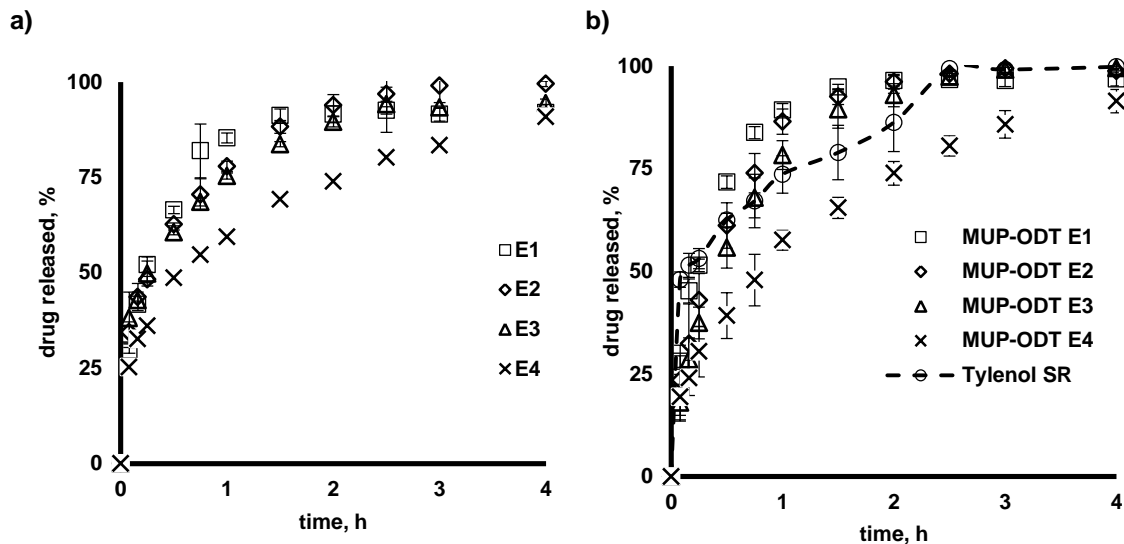 a)
100
75
50
25
0
drug released, %
0 1 2 3 4
time, h
E1
E2
E3
E4
b)
100
75
50
25
0
drug released, %
0 1 2 3 4
time, h
MUP-ODT E1
MUP-ODT E2
MUP-ODT E3
MUP-ODT E4
Tylenol SR